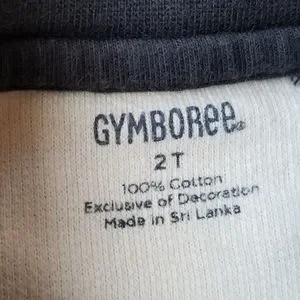 GYMBOREE®
2T
100% Cotton
Exclusive of Decoration
Made in Sri Lanka